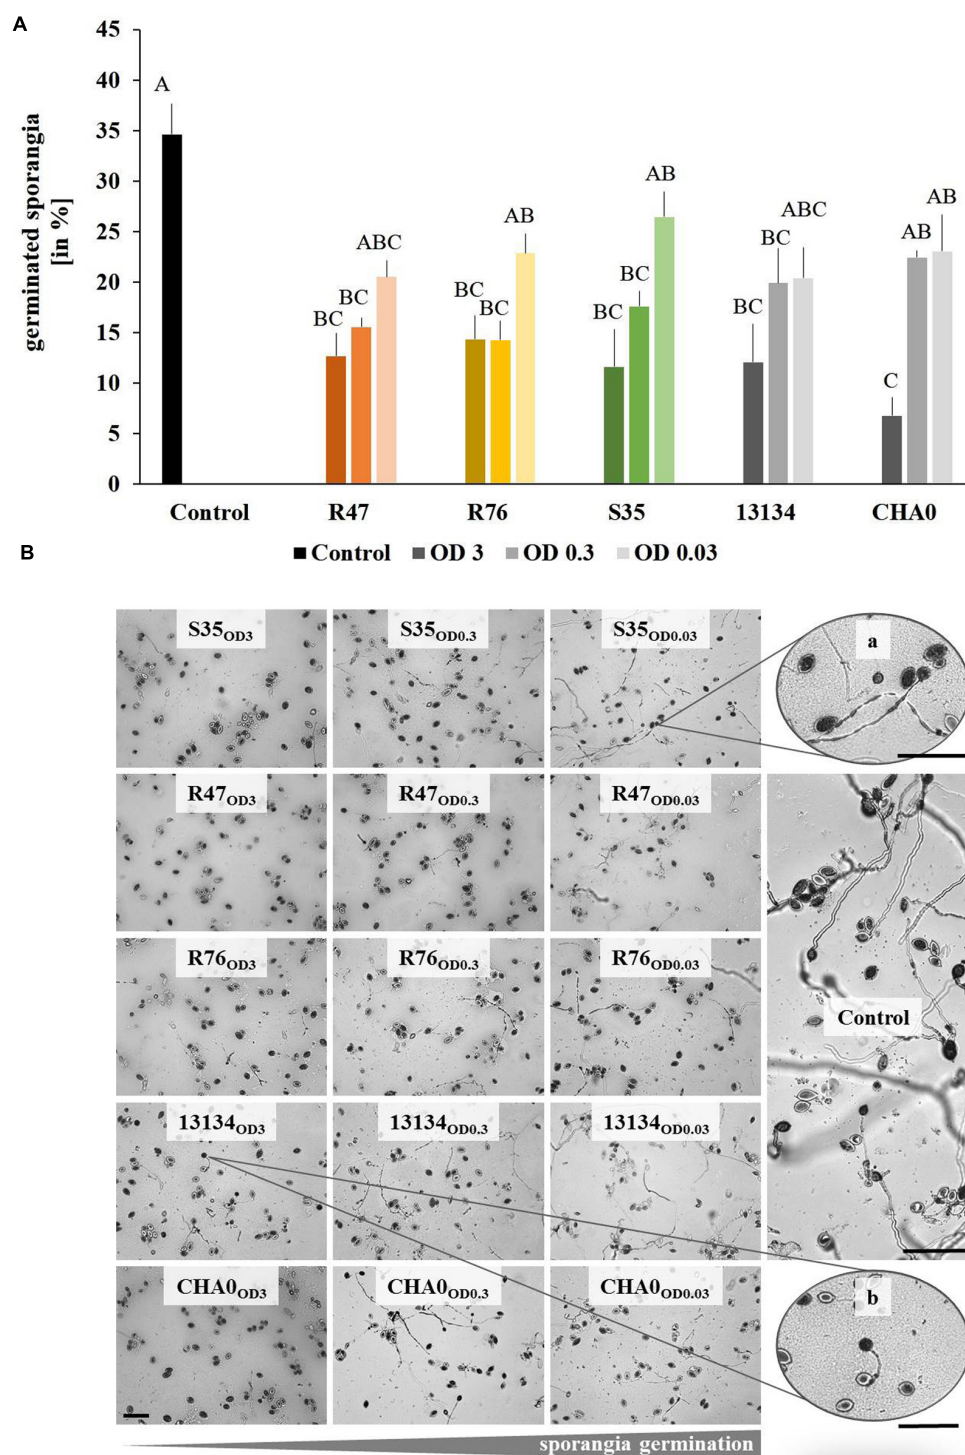 A
germinated sporangia
[in %]
50
45
40
35
30
25
20
15
10
5
0
A
BC
BC
ABC
BC
BC
AB
BC
BC
AB
BC
BC
ABC
C
AB
AB
Control R47 R76 S35 13134 CHA0
Control OD 3 OD 0.3 OD 0.03
B
S35OD3 S35OD0.3 S35OD0.03 a
R47OD3 R47OD0.3 R47OD0.03
R76OD3 R76OD0.3 R76OD0.03
Control
13134OD3 13134OD0.3 13134OD0.03
CHA0OD3 CHA0OD0.3 CHA0OD0.03 b
sporangia germination